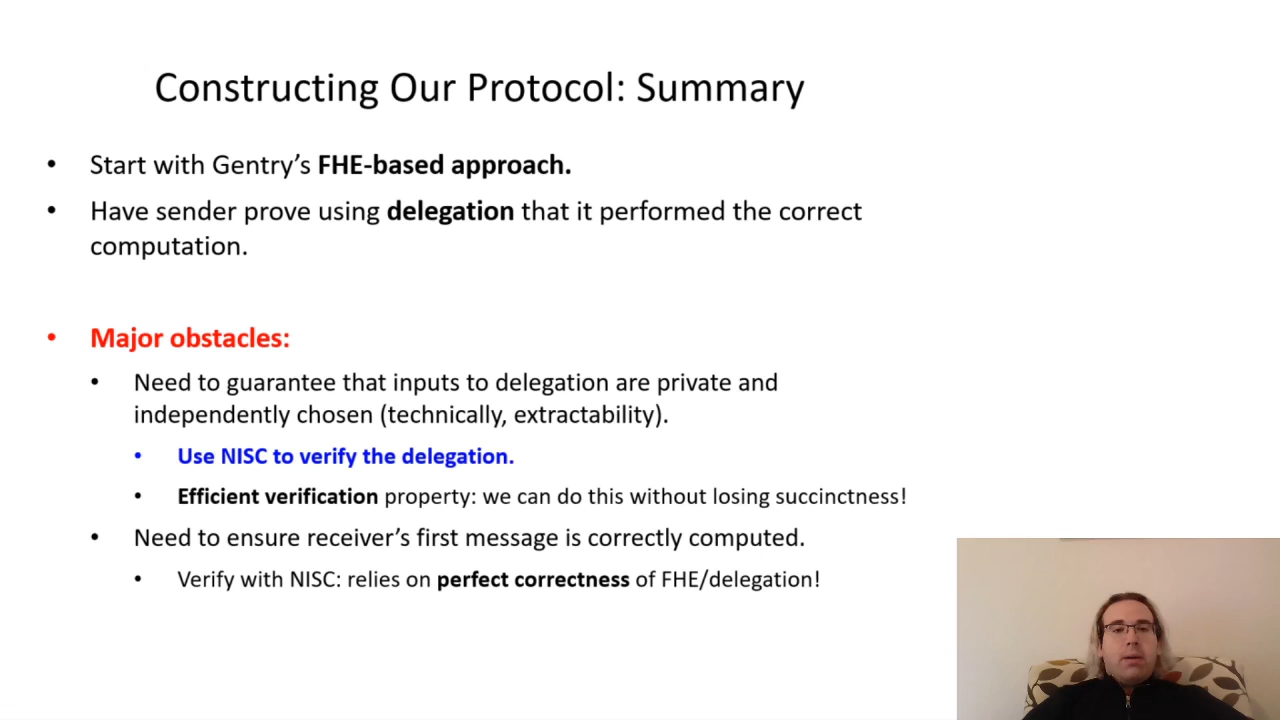 Constructing Our Protocol: Summary
• Start with Gentry’s FHE-based approach.
• Have sender prove using delegation that it performed the correct
computation.
• Major obstacles:
• Need to guarantee that inputs to delegation are private and
independently chosen (technically, extractability).
• Use NISC to verify the delegation.
• Efficient verification property: we can do this without losing succinctness!
• Need to ensure receiver’s first message is correctly computed.
• Verify with NISC: relies on perfect correctness of FHE/delegation!